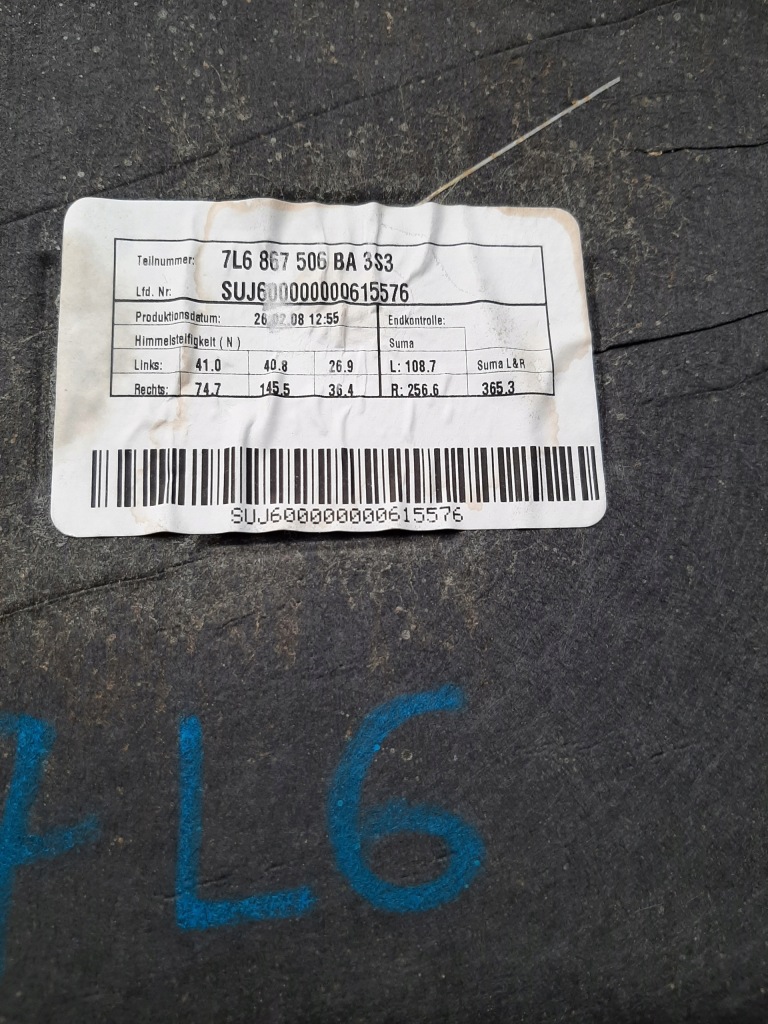 Teilnummer: 7L6 867 506 BA 3S3
Lfd. Nr: SUJ600000000615576
Produktionsdatum: 26.02.08 12:55 Endkontrolle:
Himmelsteifigkeit ( N ) Suma
Links: 41.0 40.8 26.9 L: 108.7 Suma L&R
Rechts: 74.7 145.5 36.4 R: 256.6 365.3
SUJ600000000615576
7L6